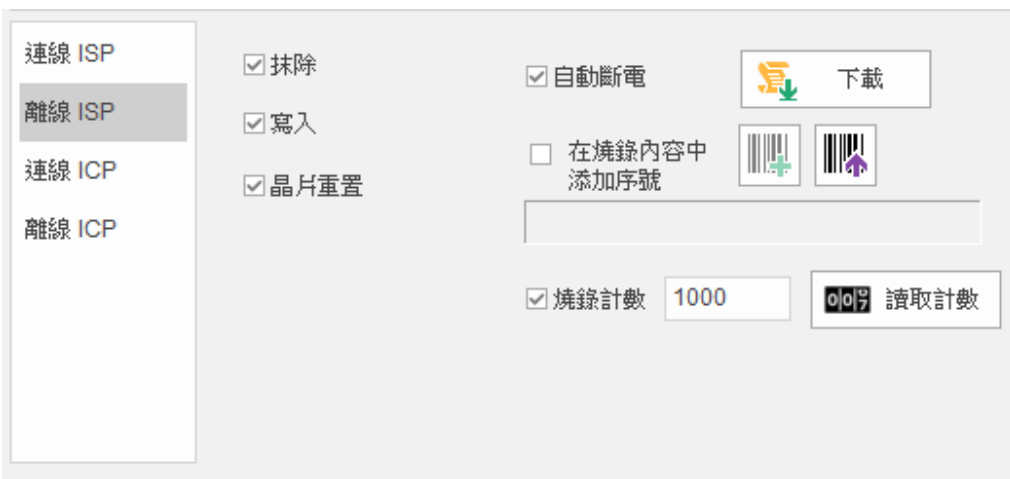 連線 ISP
離線 ISP
連線 ICP
離線 ICP
抹除
寫入
晶片重置
自動斷電
下載
在燒錄內容中
添加序號
燒錄計數
1000
007
讀取計數